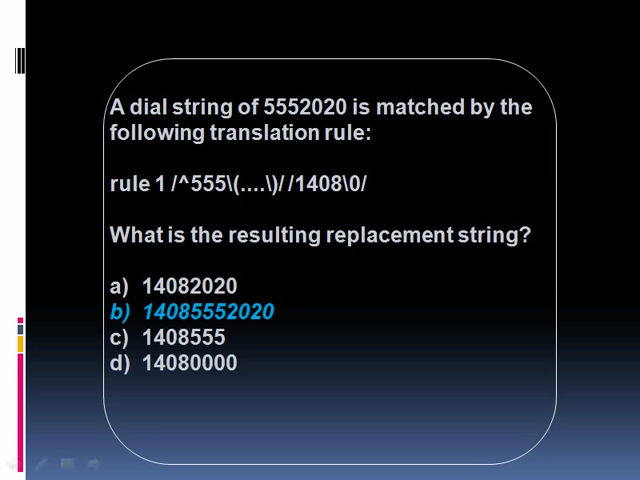 A dial string of 5552020 is matched by the
following translation rule:
rule 1 /^555\(....\)/ /1408\0/
What is the resulting replacement string?
a) 14082020
b) 14085552020
c) 1408555
d) 14080000